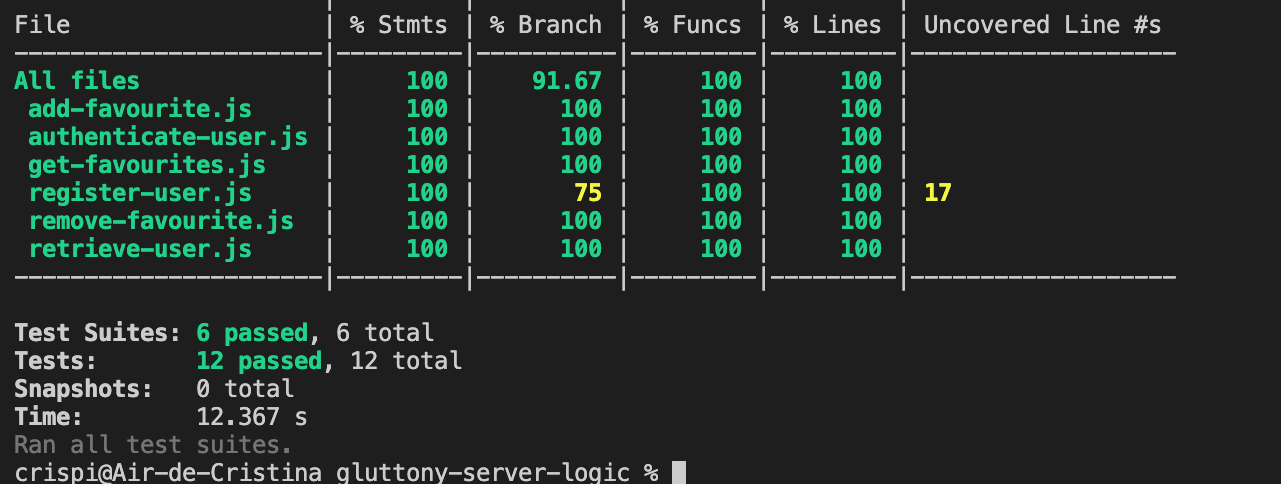 File | % Stmts | % Branch | % Funcs | % Lines | Uncovered Line #s
----------------------|---------|----------|---------|---------|-------------------
All files | 100 | 91.67 | 100 | 100 |
add-favourite.js | 100 | 100 | 100 | 100 |
authenticate-user.js | 100 | 100 | 100 | 100 |
get-favourites.js | 100 | 100 | 100 | 100 |
register-user.js | 100 | 75 | 100 | 100 | 17
remove-favourite.js | 100 | 100 | 100 | 100 |
retrieve-user.js | 100 | 100 | 100 | 100 |
----------------------|---------|----------|---------|---------|-------------------
Test Suites: 6 passed, 6 total
Tests: 12 passed, 12 total
Snapshots: 0 total
Time: 12.367 s
Ran all test suites.
crispi@Air-de-Cristina gluttony-server-logic %